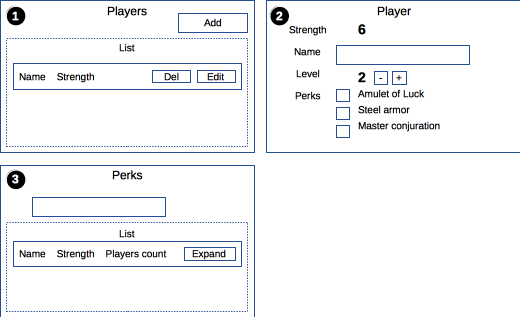 1
Players
Add
List
Name Strength Del Edit
2
Player
Strength 6
Name
Level 2 - +
Perks Amulet of Luck
Steel armor
Master conjuration
3
Perks
List
Name Strength Players count Expand